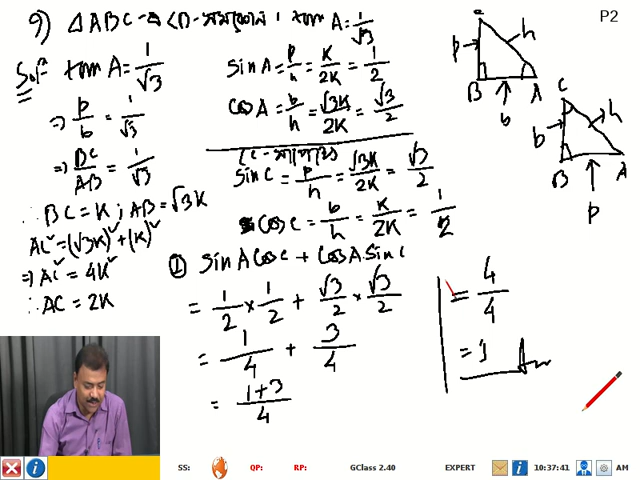 P2
9) △ABC-এ ∠B-সমকোণ । tan A = 1/√3
Solⁿ tan A = 1/√3
⇒ p/b = 1/√3
⇒ BC/AB = 1/√3
∴ BC = K ; AB = √3K
AC² = (√3K)² + (K)²
⇒ AC² = 4K²
∴ AC = 2K
Sin A = p/h = K/2K = 1/2
Cos A = b/h = √3K/2K = √3/2
Sin C = p/h = √3K/2K = √3/2
Cos C = b/h = K/2K = 1/2
① Sin A Cos C + Cos A. Sin C
= 1/2 × 1/2 + √3/2 × √3/2
= 1/4 + 3/4
= 1+3/4
= 4/4
= 1 Ans
C
p h
B A
b
C
b h
B A
p
SS: QP: RP: GClass 2.40 EXPERT 10:37:41 AM